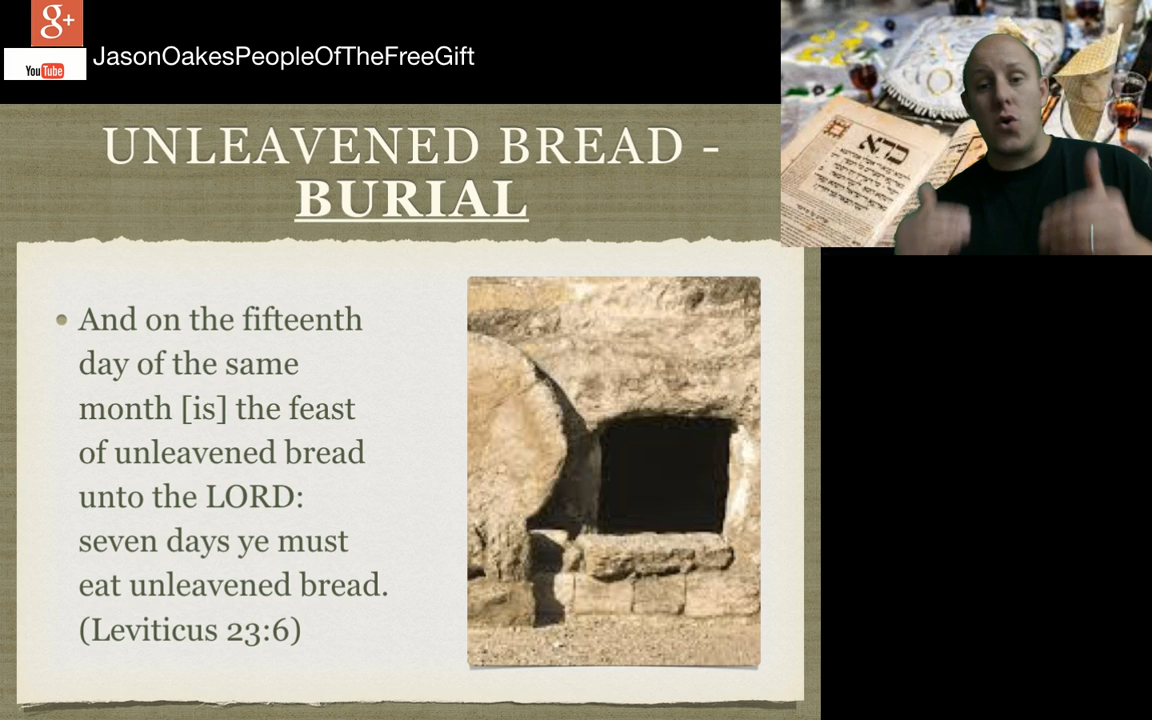 g+
YouTube
JasonOakesPeopleOfTheFreeGift
UNLEAVENED BREAD -
BURIAL
• And on the fifteenth
day of the same
month [is] the feast
of unleavened bread
unto the LORD:
seven days ye must
eat unleavened bread.
(Leviticus 23:6)